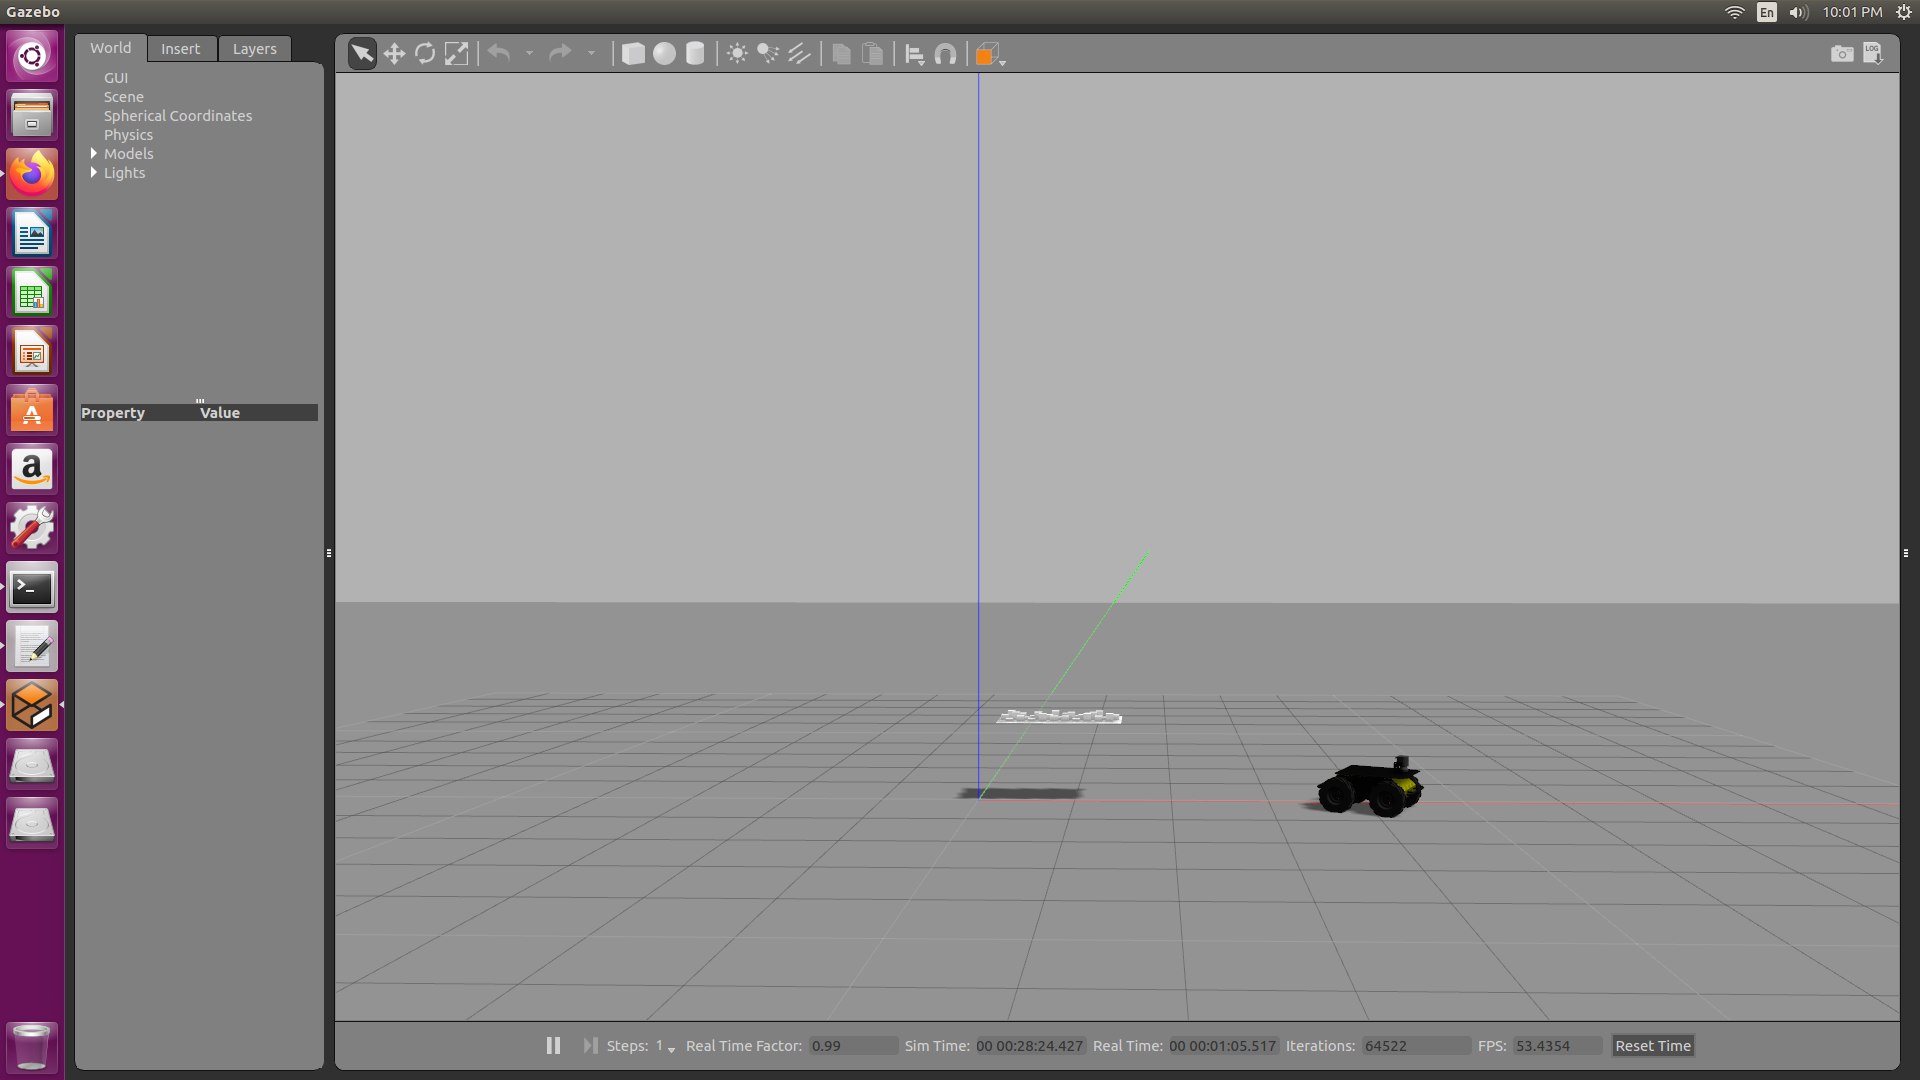 Gazebo
En
10:01 PM
World
Insert
Layers
LOG
GUI
Scene
Spherical Coordinates
Physics
Models
Lights
Property Value
Steps: 1 Real Time Factor: 0.99 Sim Time: 00 00:28:24.427 Real Time: 00 00:01:05.517 Iterations: 64522 FPS: 53.4354 Reset Time